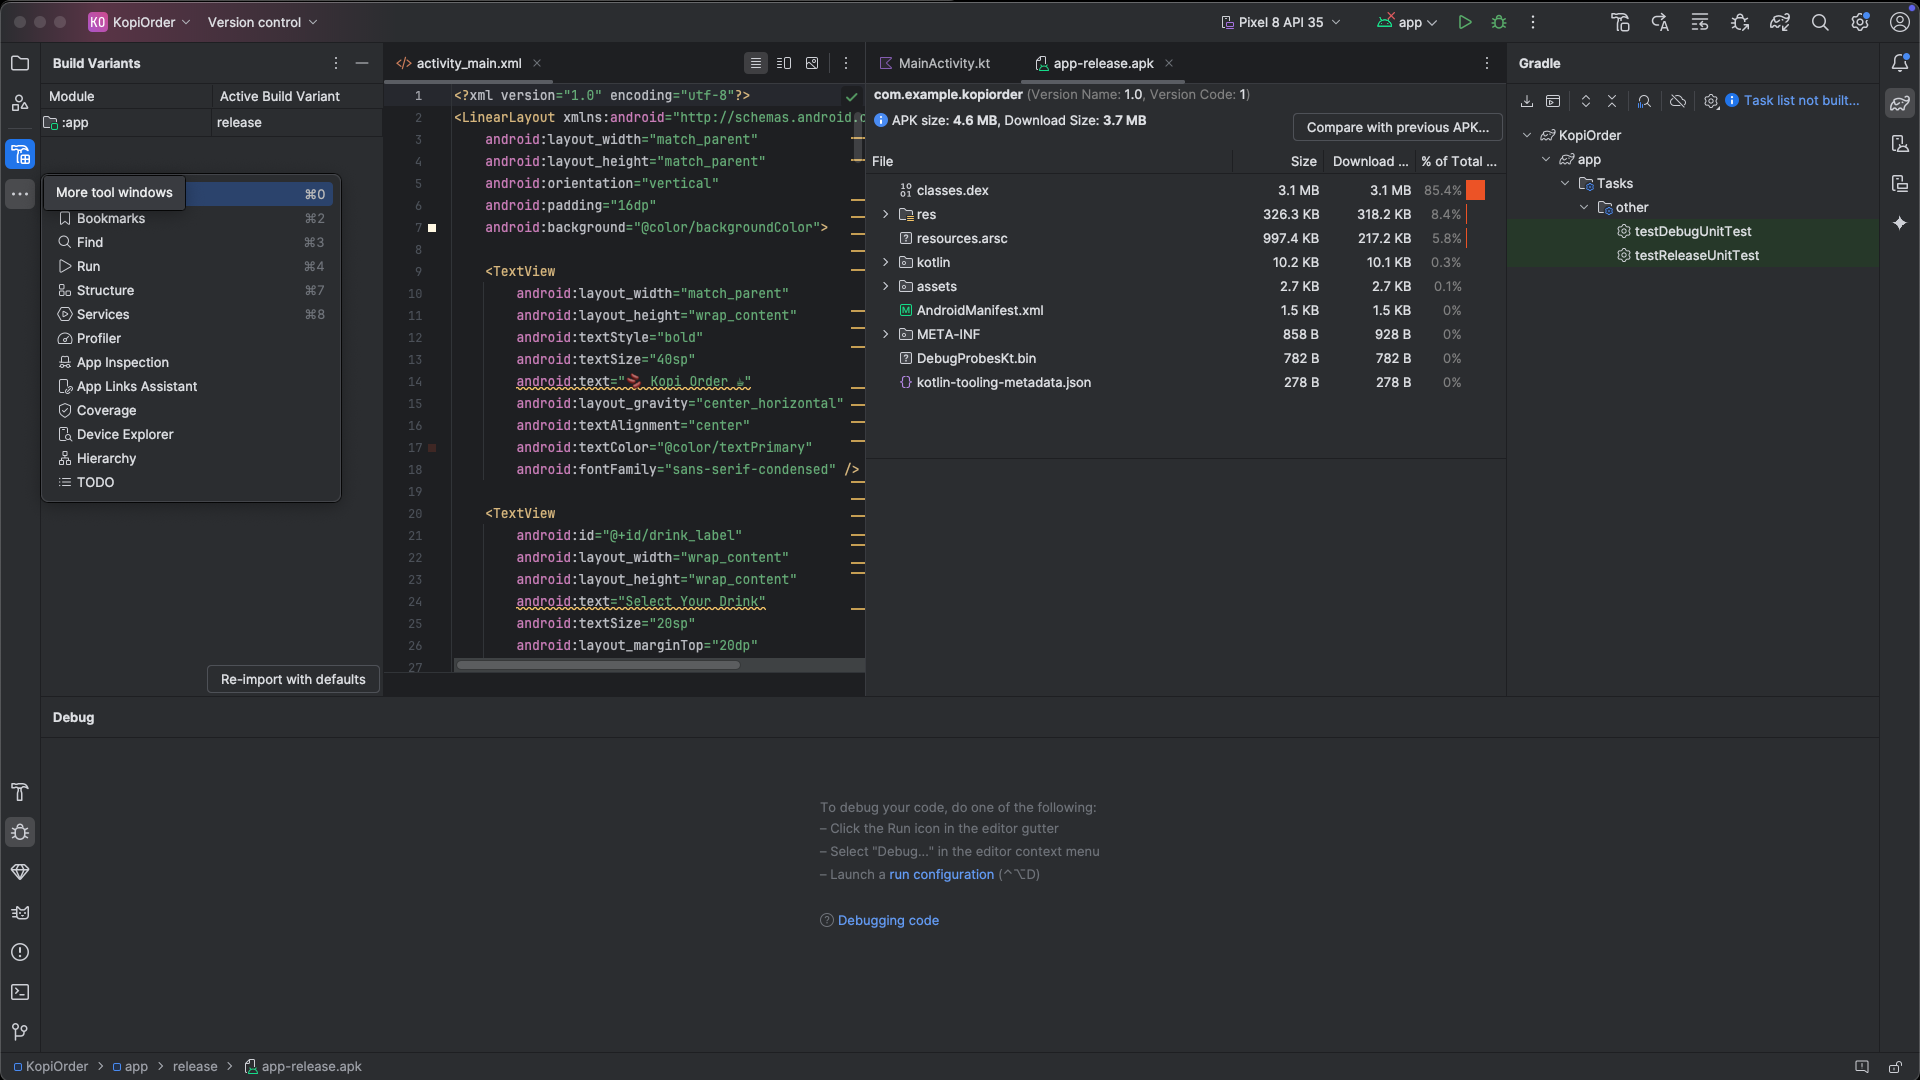 KO KopiOrder
Version control
Pixel 8 API 35
app
Build Variants
Module
Active Build Variant
:app
release
More tool windows
⌘0
Bookmarks ⌘2
Find ⌘3
Run ⌘4
Structure ⌘7
Services ⌘8
Profiler
App Inspection
App Links Assistant
Coverage
Device Explorer
Hierarchy
TODO
Re-import with defaults
activity_main.xml
1 <?xml version="1.0" encoding="utf-8"?>
2 <LinearLayout xmlns:android="http://schemas.android.c
3 android:layout_width="match_parent"
4 android:layout_height="match_parent"
5 android:orientation="vertical"
6 android:padding="16dp"
7 android:background="@color/backgroundColor">
8
9 <TextView
10 android:layout_width="match_parent"
11 android:layout_height="wrap_content"
12 android:textStyle="bold"
13 android:textSize="40sp"
14 android:text="🫘 Kopi Order ☕"
15 android:layout_gravity="center_horizontal"
16 android:textAlignment="center"
17 android:textColor="@color/textPrimary"
18 android:fontFamily="sans-serif-condensed" />
19
20 <TextView
21 android:id="@+id/drink_label"
22 android:layout_width="wrap_content"
23 android:layout_height="wrap_content"
24 android:text="Select Your Drink"
25 android:textSize="20sp"
26 android:layout_marginTop="20dp"
27
MainActivity.kt
app-release.apk
com.example.kopiorder (Version Name: 1.0, Version Code: 1)
APK size: 4.6 MB, Download Size: 3.7 MB
Compare with previous APK...
File Size Download ... % of Total ...
classes.dex 3.1 MB 3.1 MB 85.4%
res 326.3 KB 318.2 KB 8.4%
resources.arsc 997.4 KB 217.2 KB 5.8%
kotlin 10.2 KB 10.1 KB 0.3%
assets 2.7 KB 2.7 KB 0.1%
AndroidManifest.xml 1.5 KB 1.5 KB 0%
META-INF 858 B 928 B 0%
DebugProbesKt.bin 782 B 782 B 0%
kotlin-tooling-metadata.json 278 B 278 B 0%
Gradle
Task list not built...
KopiOrder
app
Tasks
other
testDebugUnitTest
testReleaseUnitTest
Debug
To debug your code, do one of the following:
– Click the Run icon in the editor gutter
– Select "Debug..." in the editor context menu
– Launch a run configuration (⌃⌥D)
Debugging code
KopiOrder > app > release > app-release.apk